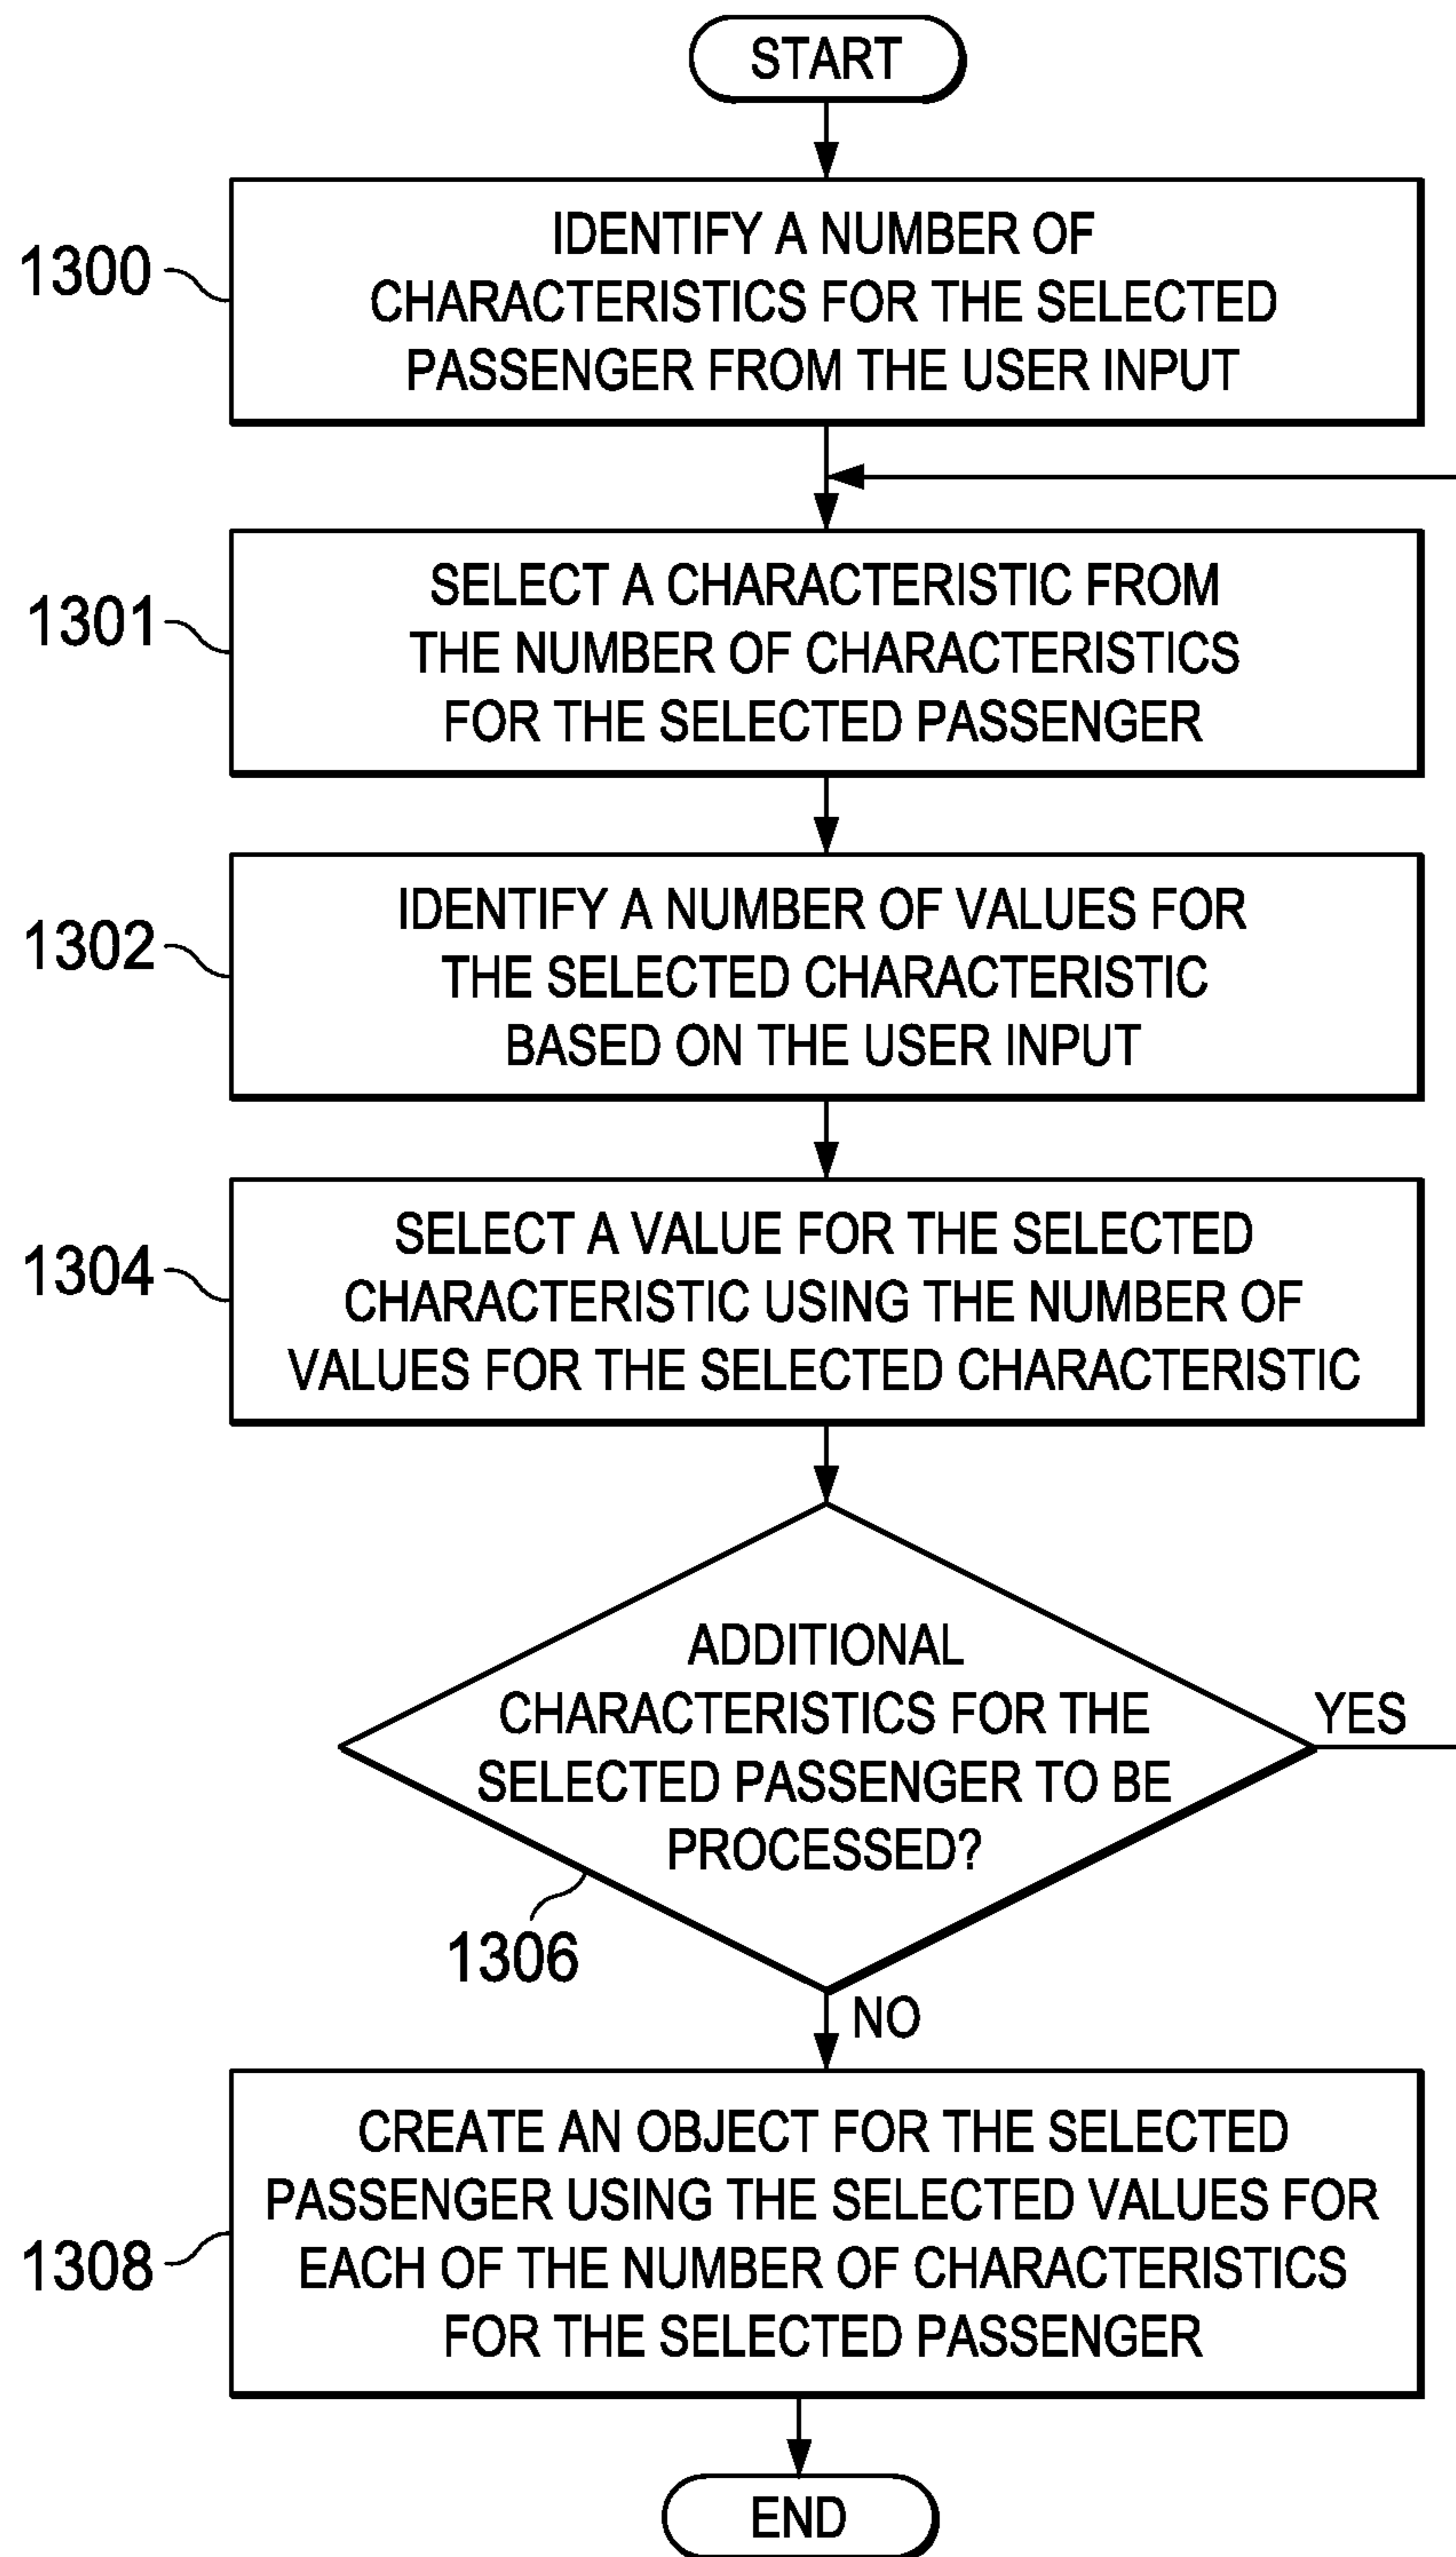 START
1300
IDENTIFY A NUMBER OF
CHARACTERISTICS FOR THE SELECTED
PASSENGER FROM THE USER INPUT
1301
SELECT A CHARACTERISTIC FROM
THE NUMBER OF CHARACTERISTICS
FOR THE SELECTED PASSENGER
1302
IDENTIFY A NUMBER OF VALUES FOR
THE SELECTED CHARACTERISTIC
BASED ON THE USER INPUT
1304
SELECT A VALUE FOR THE SELECTED
CHARACTERISTIC USING THE NUMBER OF
VALUES FOR THE SELECTED CHARACTERISTIC
ADDITIONAL
CHARACTERISTICS FOR THE
SELECTED PASSENGER TO BE
PROCESSED?
YES
1306
NO
1308
CREATE AN OBJECT FOR THE SELECTED
PASSENGER USING THE SELECTED VALUES FOR
EACH OF THE NUMBER OF CHARACTERISTICS
FOR THE SELECTED PASSENGER
END